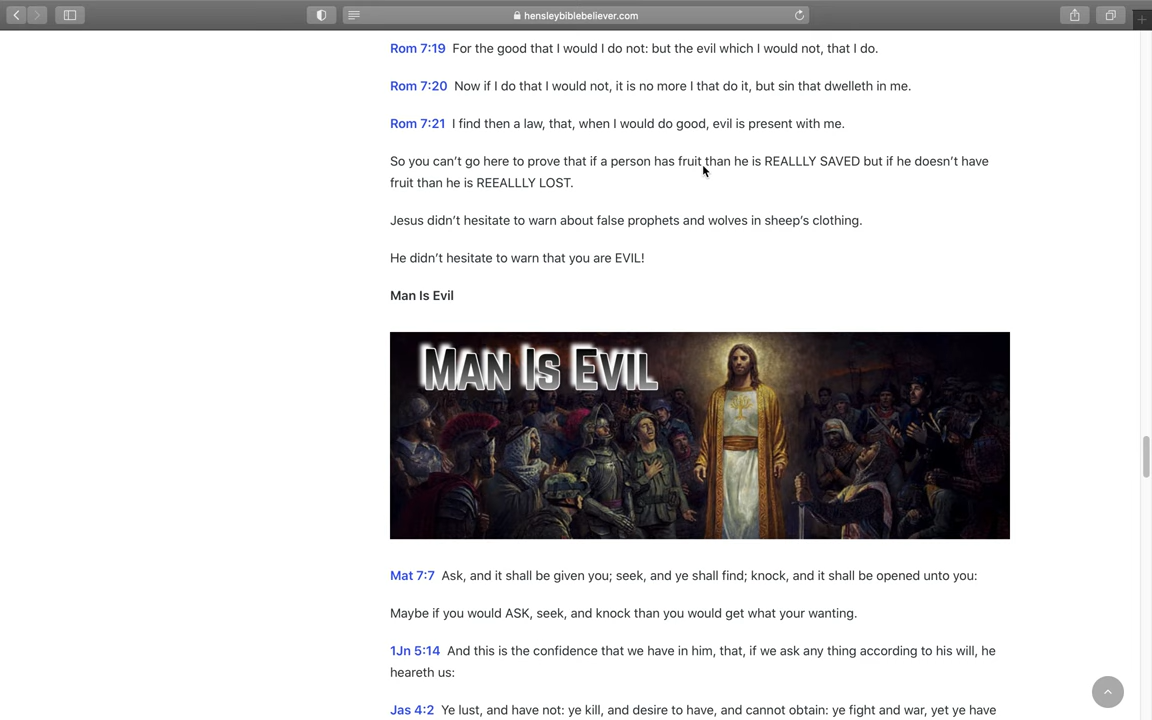 hensleybiblebeliever.com
Rom 7:19 For the good that I would I do not: but the evil which I would not, that I do.
Rom 7:20 Now if I do that I would not, it is no more I that do it, but sin that dwelleth in me.
Rom 7:21 I find then a law, that, when I would do good, evil is present with me.
So you can't go here to prove that if a person has fruit than he is REALLLY SAVED but if he doesn't have
fruit than he is REEALLLY LOST.
Jesus didn't hesitate to warn about false prophets and wolves in sheep's clothing.
He didn't hesitate to warn that you are EVIL!
Man Is Evil
Man Is Evil
Mat 7:7 Ask, and it shall be given you; seek, and ye shall find; knock, and it shall be opened unto you:
Maybe if you would ASK, seek, and knock than you would get what your wanting.
1Jn 5:14 And this is the confidence that we have in him, that, if we ask any thing according to his will, he
heareth us:
Jas 4:2 Ye lust, and have not: ye kill, and desire to have, and cannot obtain: ye fight and war, yet ye have